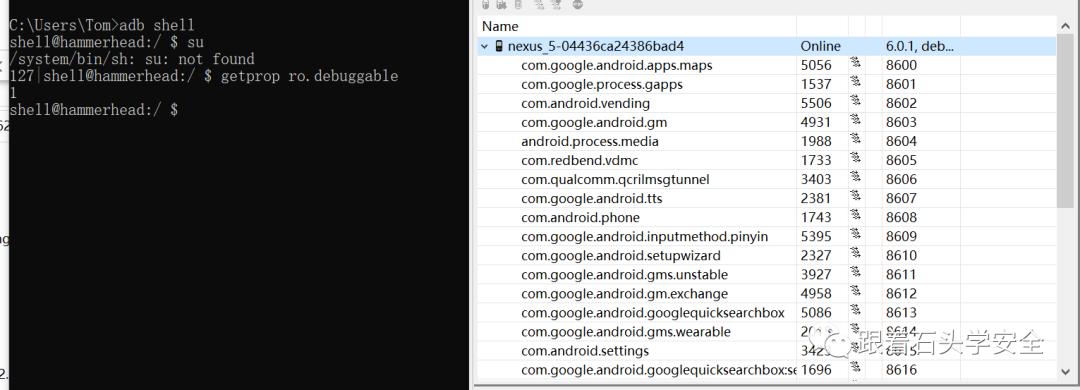 C:\Users\Tom>adb shell
shell@hammerhead:/ $ su
/system/bin/sh: su: not found
127|shell@hammerhead:/ $ getprop ro.debuggable
1
shell@hammerhead:/ $
Name
nexus_5-04436ca24386bad4 Online 6.0.1, deb...
com.google.android.apps.maps 5056 8600
com.google.process.gapps 1537 8601
com.android.vending 5506 8602
com.google.android.gm 4931 8603
android.process.media 1988 8604
com.redbend.vdmc 1733 8605
com.qualcomm.qcrilmsgtunnel 3403 8606
com.google.android.tts 2381 8607
com.android.phone 1743 8608
com.google.android.inputmethod.pinyin 5395 8609
com.google.android.setupwizard 2327 8610
com.google.android.gms.unstable 3927 8611
com.google.android.gm.exchange 4958 8612
com.google.android.googlequicksearchbox 5086 8613
com.google.android.gms.wearable 8614
com.android.settings 8615
com.google.android.googlequicksearchbox:se 1696 8616
跟着石头学安全